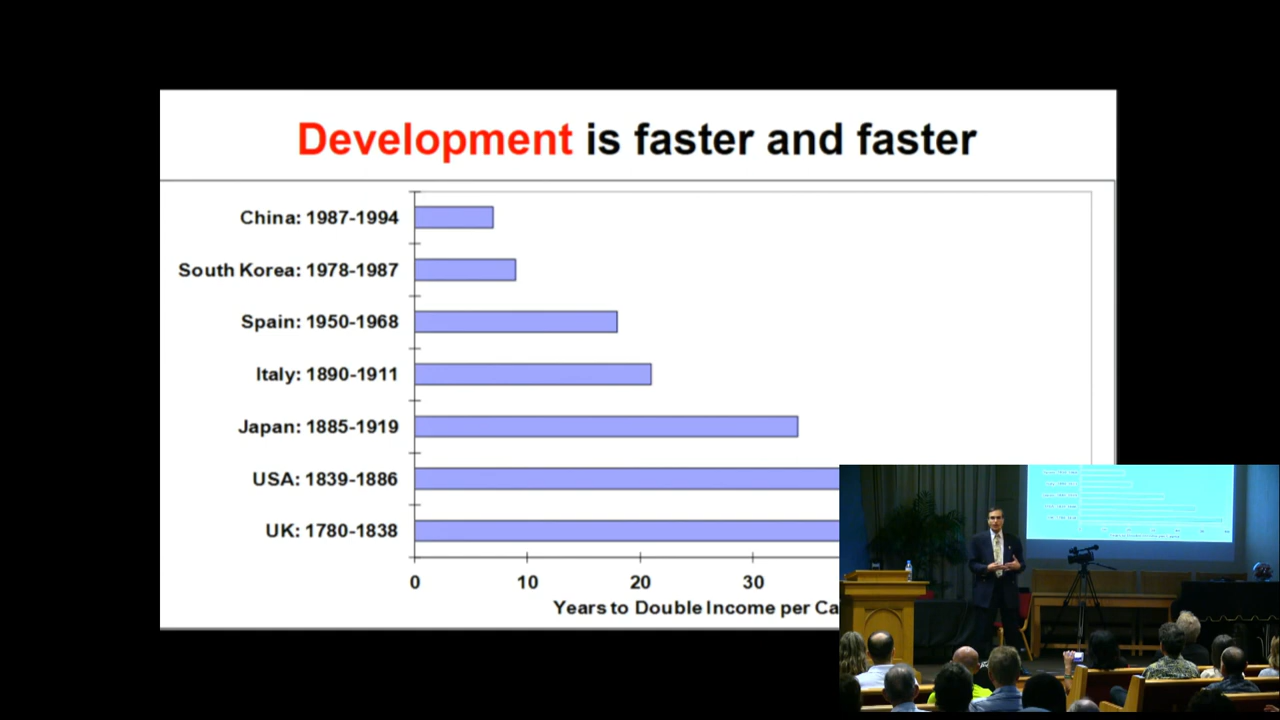 Development is faster and faster
China: 1987-1994
South Korea: 1978-1987
Spain: 1950-1968
Italy: 1890-1911
Japan: 1885-1919
USA: 1839-1886
UK: 1780-1838
0 10 20 30
Years to Double Income per Ca